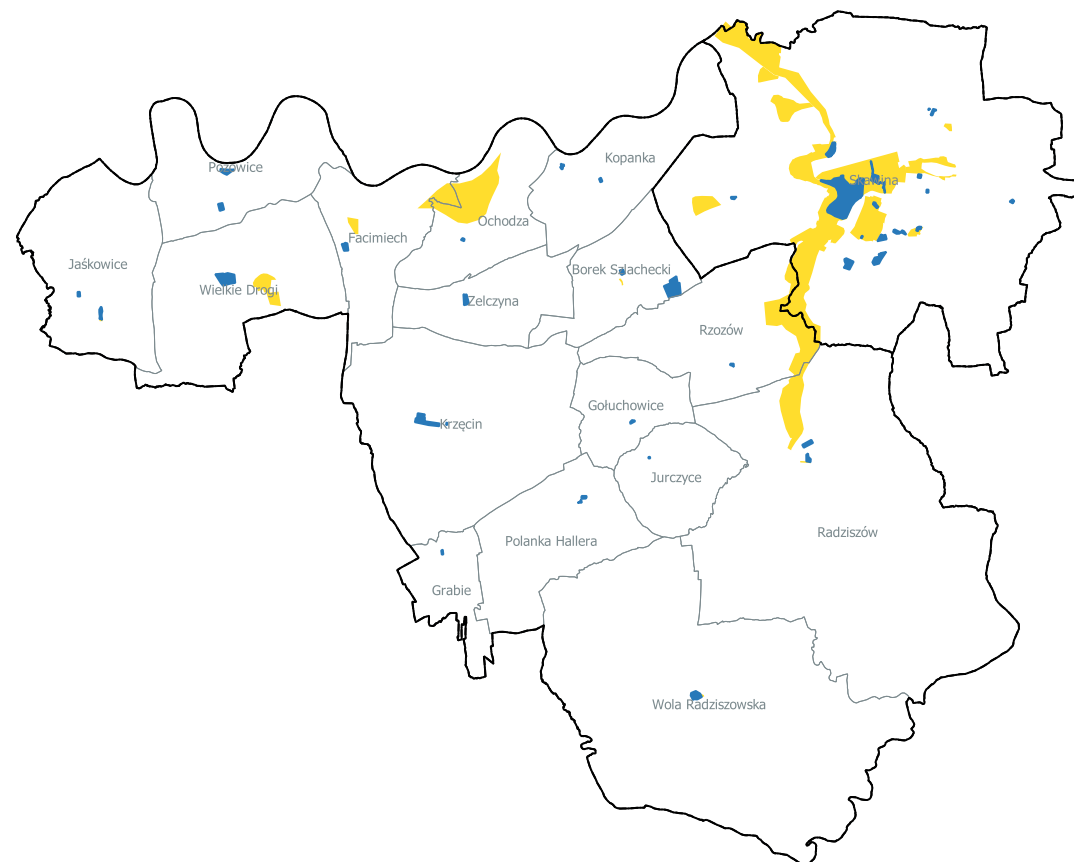 Kopanka
Pozowice
Skawina
Ochodza
Facimiech
Jaśkowice
Borek Szlachecki
Wielkie Drogi
Zelczyna
Rzozów
Gołuchowice
Krzęcin
Jurczyce
Radziszów
Polanka Hallera
Grabie
Wola Radziszowska